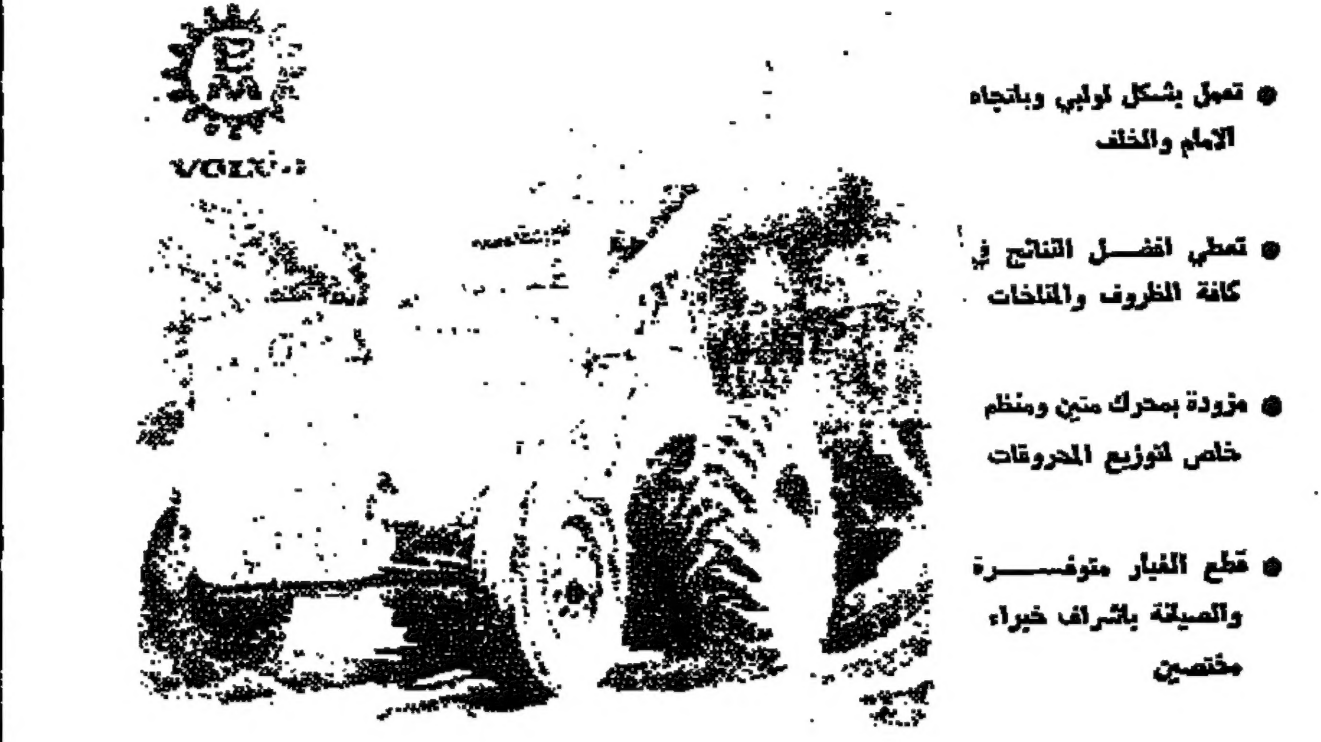 ● تعمل بشكل لولبي وباتجاه
الامام والخلف
● تعطي افضـــل النتائج في
كافة الظروف والمناخات
● مزودة بمحرك متين ومنظم
خاص لتوزيع المحروقات
● قطع الغيار متوفـــــرة
والصيانة باشراف خبراء
مختصين